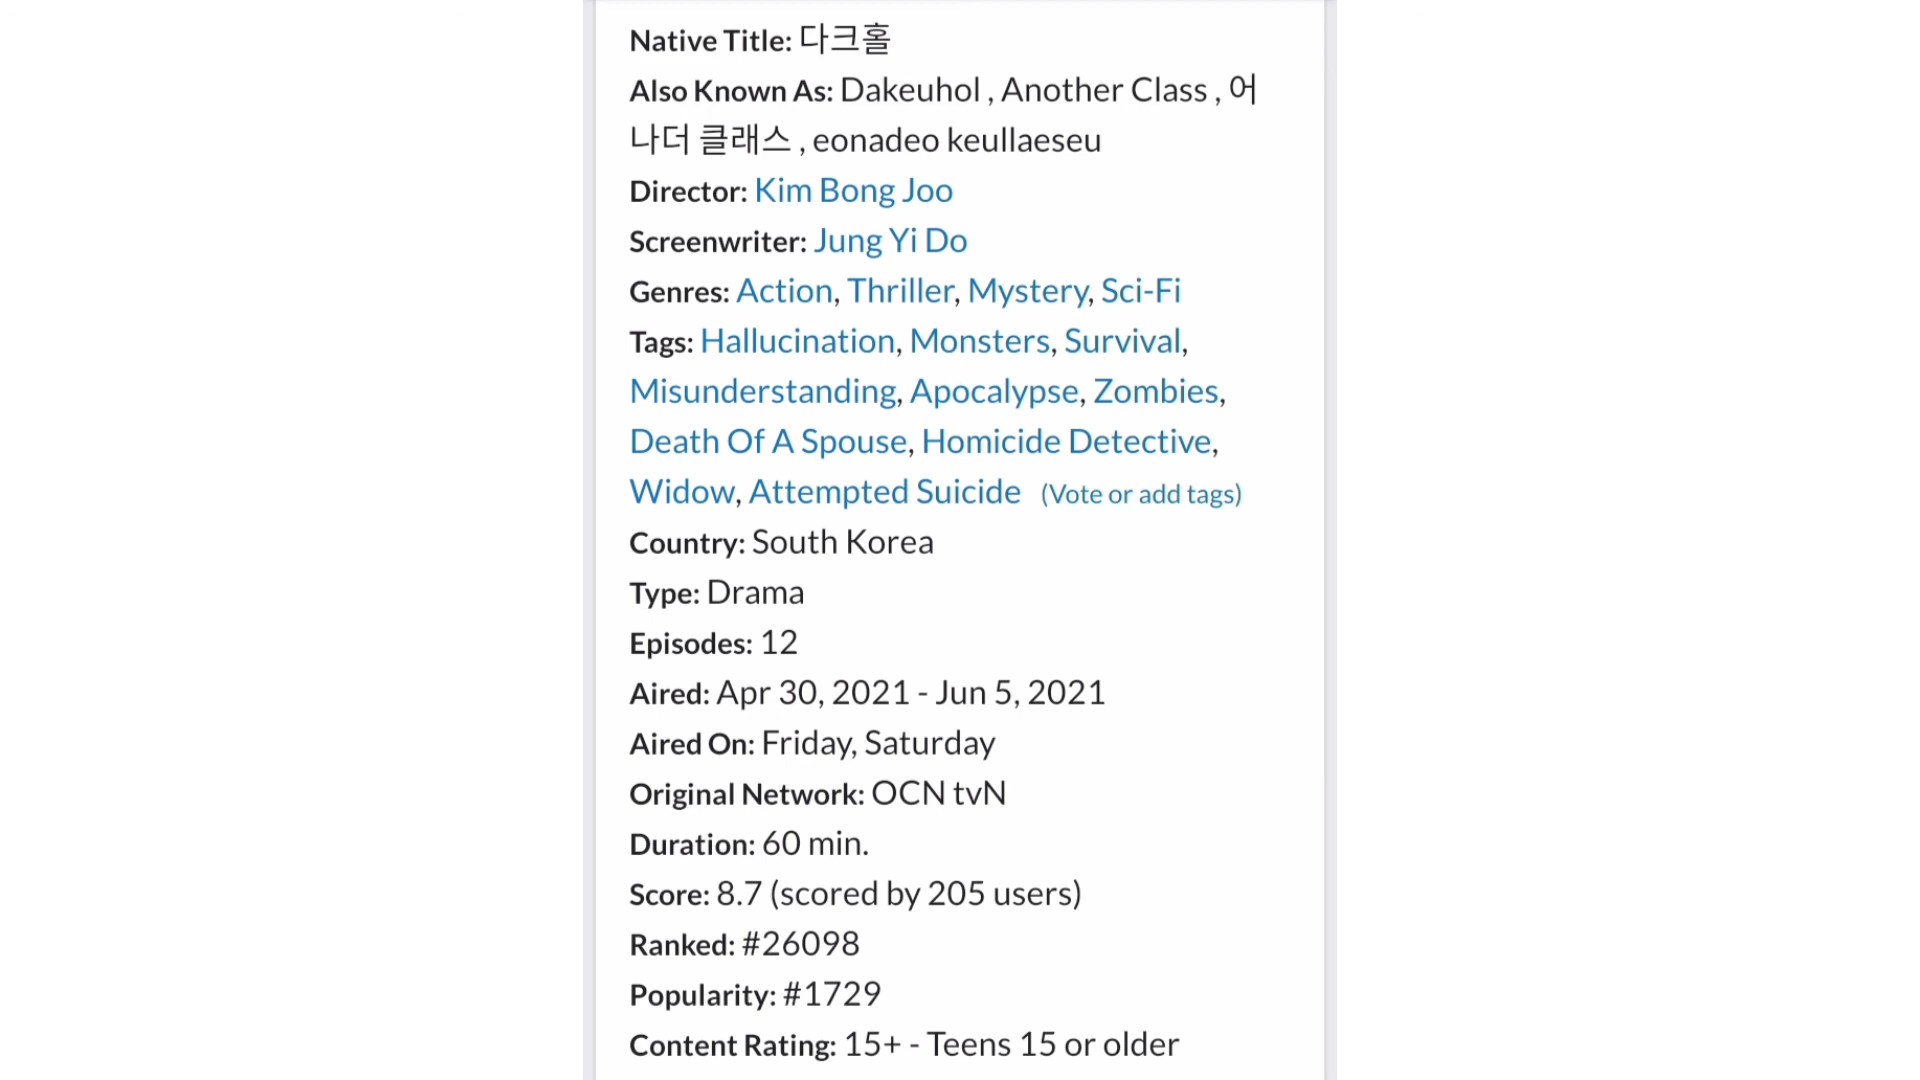 Native Title: 다크홀
Also Known As: Dakeuhol , Another Class , 어
나더 클래스 , eonadeo keullaeseu
Director: Kim Bong Joo
Screenwriter: Jung Yi Do
Genres: Action, Thriller, Mystery, Sci-Fi
Tags: Hallucination, Monsters, Survival,
Misunderstanding, Apocalypse, Zombies,
Death Of A Spouse, Homicide Detective,
Widow, Attempted Suicide (Vote or add tags)
Country: South Korea
Type: Drama
Episodes: 12
Aired: Apr 30, 2021 - Jun 5, 2021
Aired On: Friday, Saturday
Original Network: OCN tvN
Duration: 60 min.
Score: 8.7 (scored by 205 users)
Ranked: #26098
Popularity: #1729
Content Rating: 15+ - Teens 15 or older